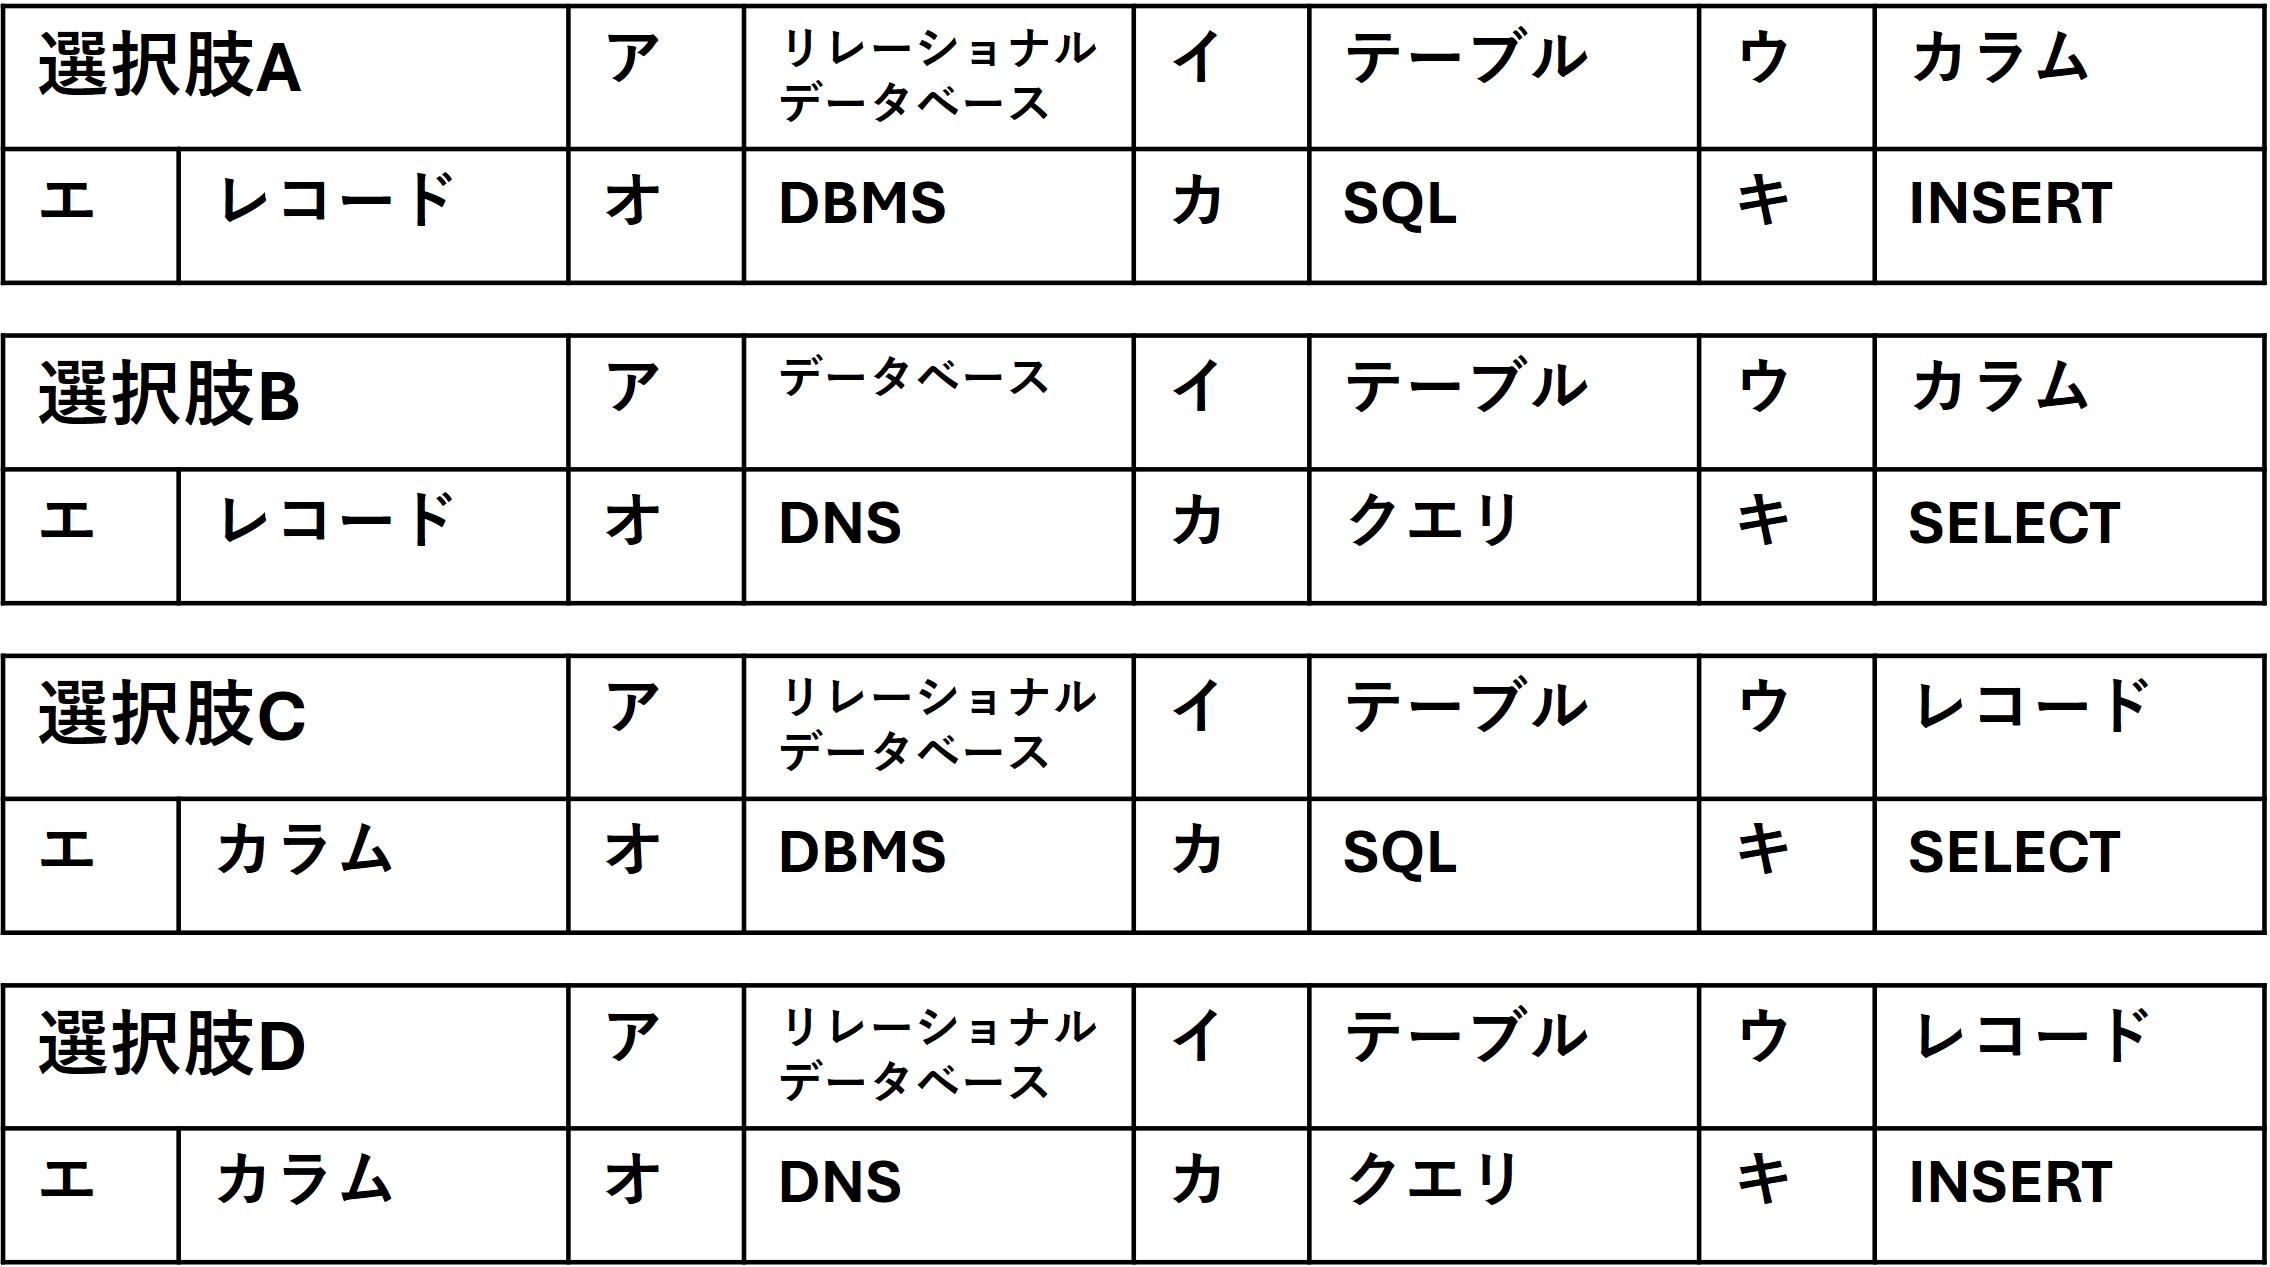 選択肢A ア リレーショナル イ テーブル ウ カラム
データベース
エ レコード オ DBMS カ SQL キ INSERT
選択肢B ア データベース イ テーブル ウ カラム
エ レコード オ DNS カ クエリ キ SELECT
選択肢C ア リレーショナル イ テーブル ウ レコード
データベース
エ カラム オ DBMS カ SQL キ SELECT
選択肢D ア リレーショナル イ テーブル ウ レコード
データベース
エ カラム オ DNS カ クエリ キ INSERT